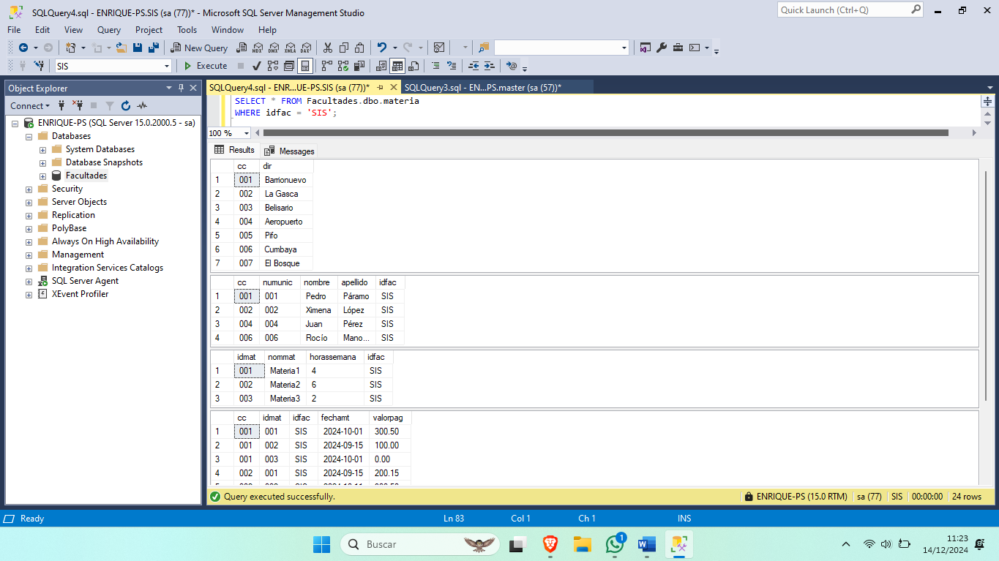 SQLQuery4.sql - ENRIQUE-PS.SIS (sa (77))* - Microsoft SQL Server Management Studio
Quick Launch (Ctrl+Q)
File Edit View Query Project Tools Window Help
New Query MDX DMX XMLA DAX
SIS Execute
Object Explorer
SQLQuery4.sql - ENR...UE-PS.SIS (sa (77))* SQLQuery3.sql - EN...PS.master (sa (57))*
Connect
ENRIQUE-PS (SQL Server 15.0.2000.5 - sa)
Databases
System Databases
Database Snapshots
Facultades
Security
Server Objects
Replication
PolyBase
Always On High Availability
Management
Integration Services Catalogs
SQL Server Agent
XEvent Profiler
SELECT * FROM Facultades.dbo.materia
WHERE idfac = 'SIS';
100 %
Results Messages
cc dir
1 001 Barrionuevo
2 002 La Gasca
3 003 Belisario
4 004 Aeropuerto
5 005 Pifo
6 006 Cumbaya
7 007 El Bosque
cc numunic nombre apellido idfac
1 001 001 Pedro Páramo SIS
2 002 002 Ximena López SIS
3 004 004 Juan Pérez SIS
4 006 006 Rocío Mano... SIS
idmat nommat horassemana idfac
1 001 Materia1 4 SIS
2 002 Materia2 6 SIS
3 003 Materia3 2 SIS
cc idmat idfac fechamt valorpag
1 001 001 SIS 2024-10-01 300.50
2 001 002 SIS 2024-09-15 100.00
3 001 003 SIS 2024-10-01 0.00
4 002 001 SIS 2024-09-15 200.15
Query executed successfully. ENRIQUE-PS (15.0 RTM) sa (77) SIS 00:00:00 24 rows
Ready Ln 83 Col 1 Ch 1 INS
Buscar 1 11:23
14/12/2024